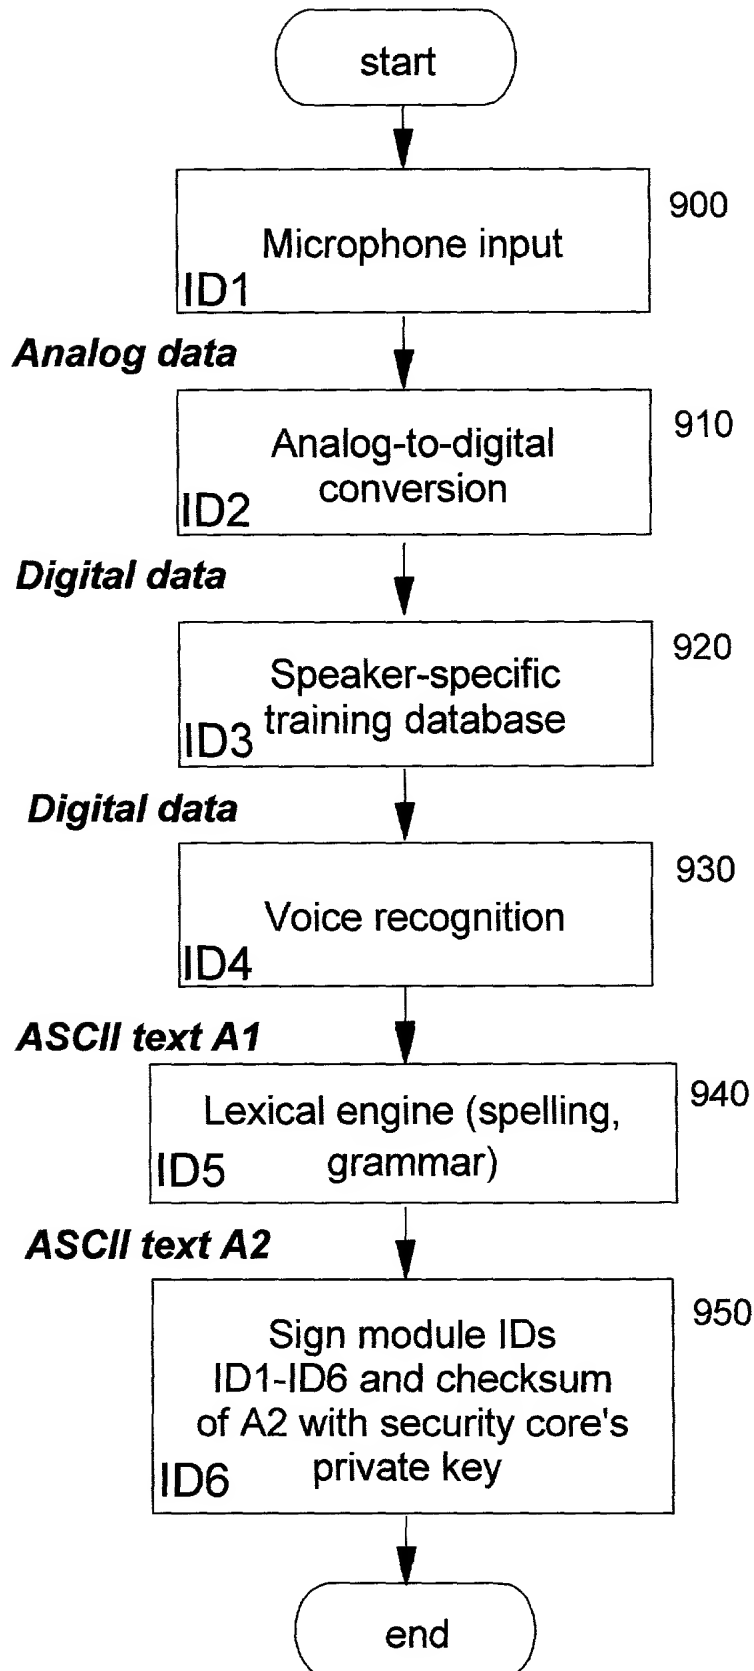 start
900
Microphone input
ID1
Analog data
910
Analog-to-digital
conversion
ID2
Digital data
920
Speaker-specific
training database
ID3
Digital data
930
Voice recognition
ID4
ASCII text A1
940
Lexical engine (spelling,
grammar)
ID5
ASCII text A2
950
Sign module IDs
ID1-ID6 and checksum
of A2 with security core's
private key
ID6
end